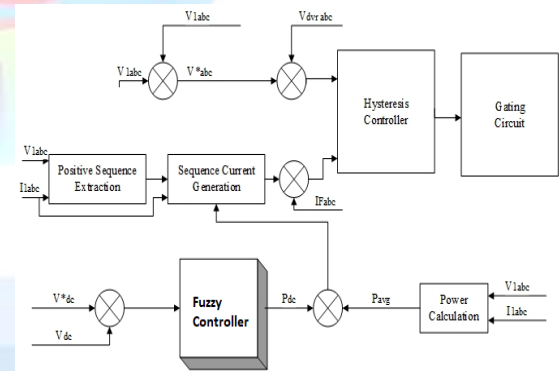 V1abc
Vdvr abc
V1abc
V*abc
Hysteresis
Controller
Gating
Circuit
V1abc
I1abc
Positive Sequence
Extraction
Sequence Current
Generation
IFabc
V*dc
Vdc
Fuzzy
Controller
Pdc
Pavg
Power
Calculation
V1abc
I1abc